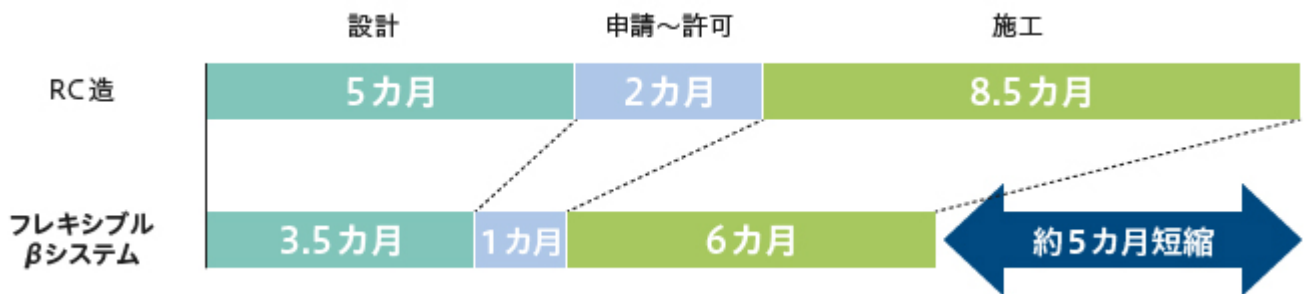 設計 申請～許可 施工
RC造 5カ月 2カ月 8.5カ月
フレキシブル
βシステム
3.5カ月 1カ月 6カ月 約5カ月短縮